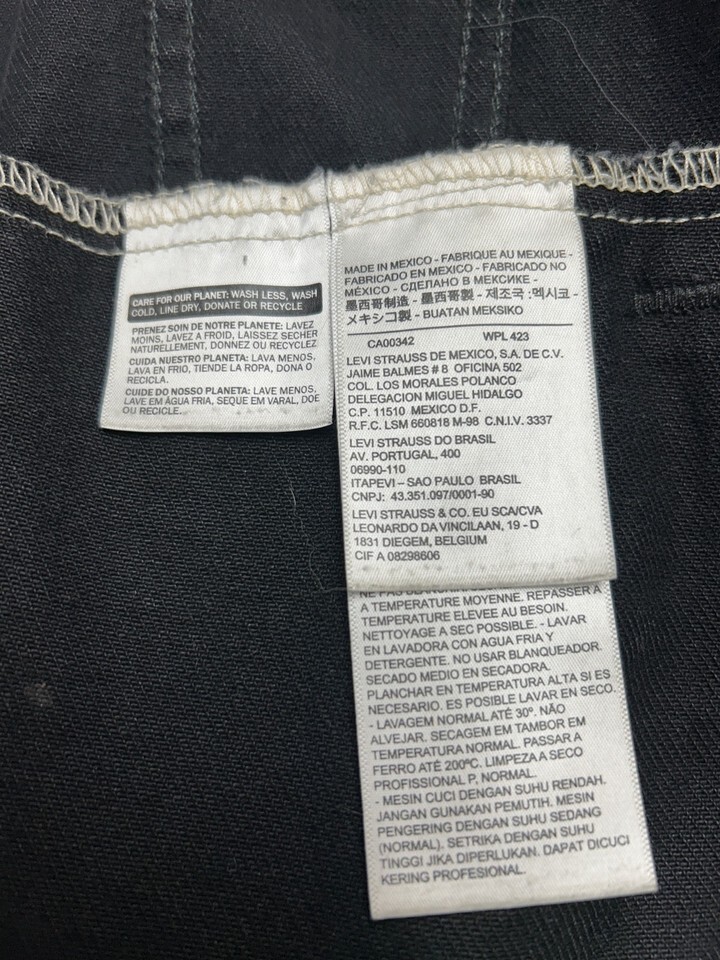 CARE FOR OUR PLANET: WASH LESS, WASH
COLD, LINE DRY, DONATE OR RECYCLE
PRENEZ SOIN DE NOTRE PLANETE: LAVEZ
MOINS, LAVEZ A FROID, LAISSEZ SECHER
NATURELLEMENT, DONNEZ OU RECYCLEZ
CUIDA NUESTRO PLANETA: LAVA MENOS,
LAVA EN FRIO, TIENDE LA ROPA, DONA O
RECICLA.
CUIDE DO NOSSO PLANETA: LAVE MENOS,
LAVE EM ÁGUA FRIA, SEQUE EM VARAL, DOE
OU RECICLE.
MADE IN MEXICO - FABRIQUE AU MEXIQUE -
FABRICADO EN MEXICO - FABRICADO NO
MÉXICO - СДЕЛАНО В МЕКСИКЕ -
墨西哥制造 - 墨西哥製 - 제조국 :멕시코 -
メキシコ製 - BUATAN MEKSIKO
CA00342 WPL 423
LEVI STRAUSS DE MEXICO, S.A. DE C.V.
JAIME BALMES # 8 OFICINA 502
COL. LOS MORALES POLANCO
DELEGACION MIGUEL HIDALGO
C.P. 11510 MEXICO D.F.
R.F.C. LSM 660818 M-98 C.N.I.V. 3337
LEVI STRAUSS DO BRASIL
AV. PORTUGAL, 400
06990-110
ITAPEVI – SAO PAULO BRASIL
CNPJ: 43.351.097/0001-90
LEVI STRAUSS & CO. EU SCA/CVA
LEONARDO DA VINCILAAN, 19 - D
1831 DIEGEM, BELGIUM
CIF A 08298606
NE PAS
A TEMPERATURE MOYENNE. REPASSER A
TEMPERATURE ELEVEE AU BESOIN.
NETTOYAGE A SEC POSSIBLE. - LAVAR
EN LAVADORA CON AGUA FRIA Y
DETERGENTE. NO USAR BLANQUEADOR.
SECADO MEDIO EN SECADORA.
PLANCHAR EN TEMPERATURA ALTA SI ES
NECESARIO. ES POSIBLE LAVAR EN SECO.
- LAVAGEM NORMAL ATÉ 30º. NÃO
ALVEJAR. SECAGEM EM TAMBOR EM
TEMPERATURA NORMAL. PASSAR A
FERRO ATÉ 200ºC. LIMPEZA A SECO
PROFISSIONAL P, NORMAL.
- MESIN CUCI DENGAN SUHU RENDAH.
JANGAN GUNAKAN PEMUTIH. MESIN
PENGERING DENGAN SUHU SEDANG
(NORMAL). SETRIKA DENGAN SUHU
TINGGI JIKA DIPERLUKAN. DAPAT DICUCI
KERING PROFESIONAL.